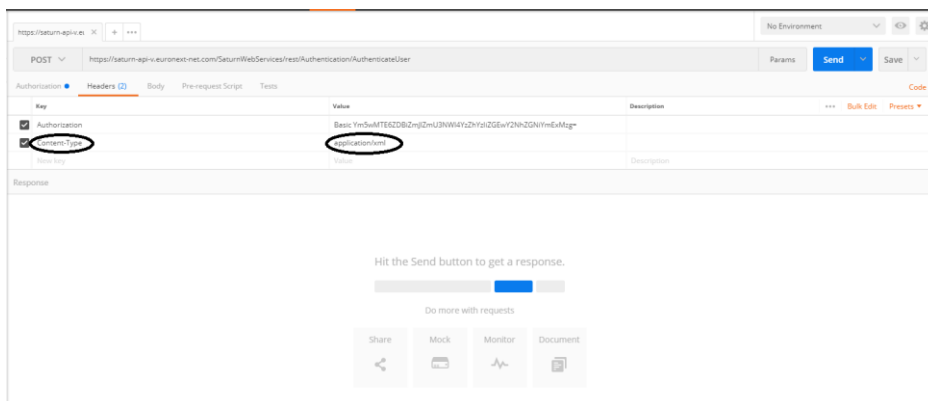 https://saturn-api-v.e
No Environment
POST
https://saturn-api-v.euronext-net.com/SaturnWebServices/rest/Authentication/AuthenticateUser
Params
Send
Save
Authorization
Headers (2)
Body
Pre-request Script
Tests
Code
Key
Value
Description
Bulk Edit
Presets
Authorization
Basic
Content-Type
application/xml
New key
Value
Description
Response
Hit the Send button to get a response.
Do more with requests
Share
Mock
Monitor
Document